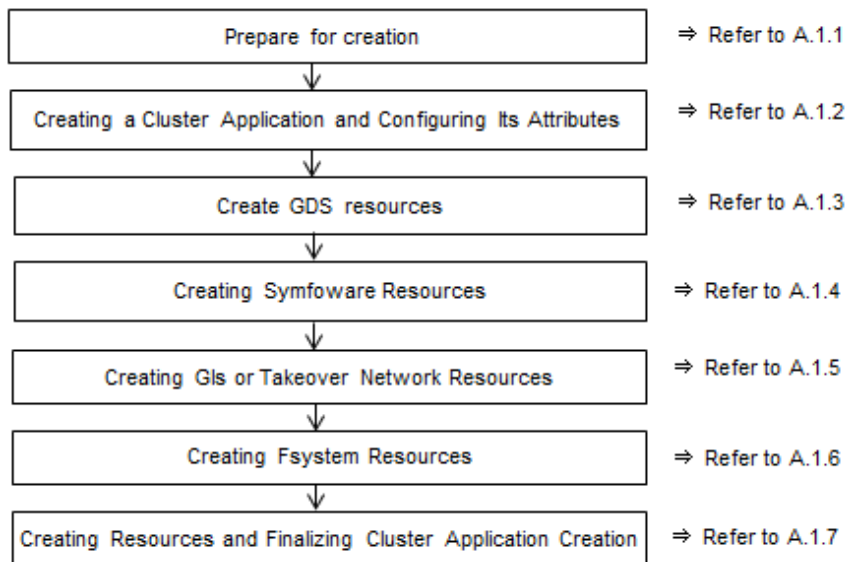 Prepare for creation ⇒ Refer to A.1.1
Creating a Cluster Application and Configuring Its Attributes ⇒ Refer to A.1.2
Create GDS resources ⇒ Refer to A.1.3
Creating Symfoware Resources ⇒ Refer to A.1.4
Creating Gls or Takeover Network Resources ⇒ Refer to A.1.5
Creating Fsystem Resources ⇒ Refer to A.1.6
Creating Resources and Finalizing Cluster Application Creation ⇒ Refer to A.1.7